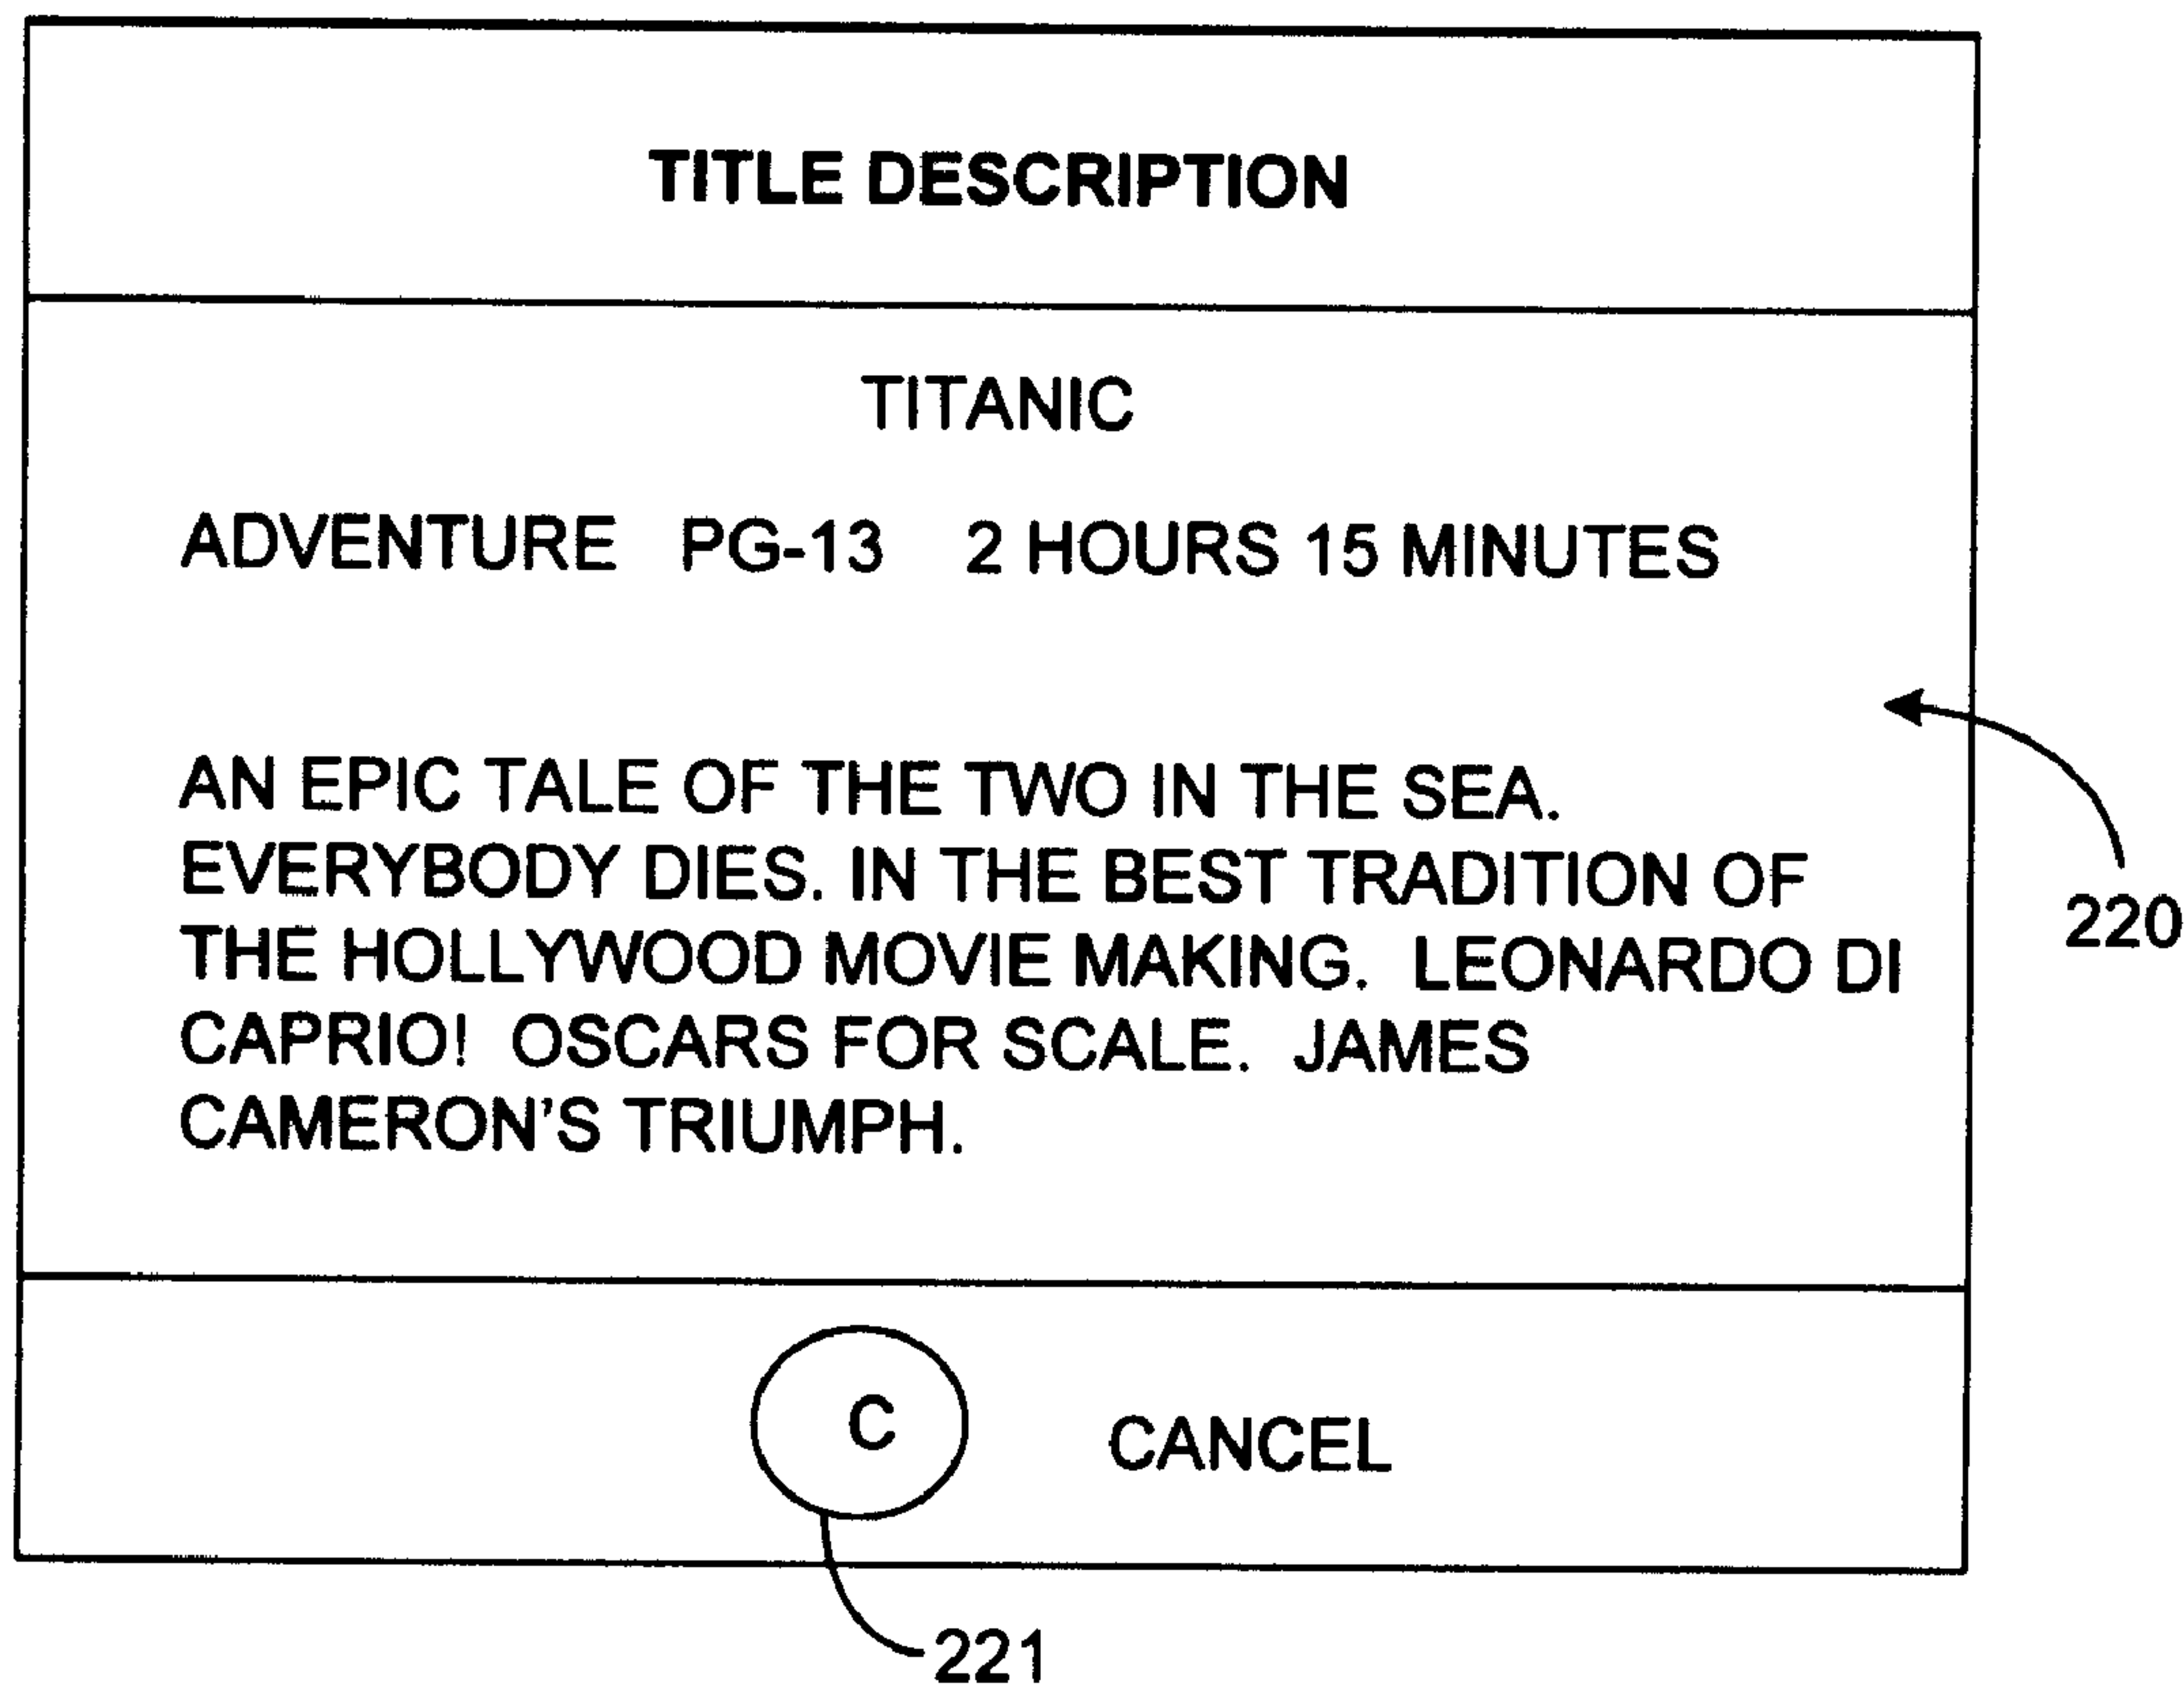 TITLE DESCRIPTION
TITANIC
ADVENTURE PG-13 2 HOURS 15 MINUTES
AN EPIC TALE OF THE TWO IN THE SEA.
EVERYBODY DIES. IN THE BEST TRADITION OF
THE HOLLYWOOD MOVIE MAKING. LEONARDO DI
CAPRIO! OSCARS FOR SCALE. JAMES
CAMERON'S TRIUMPH.
220
C CANCEL
221